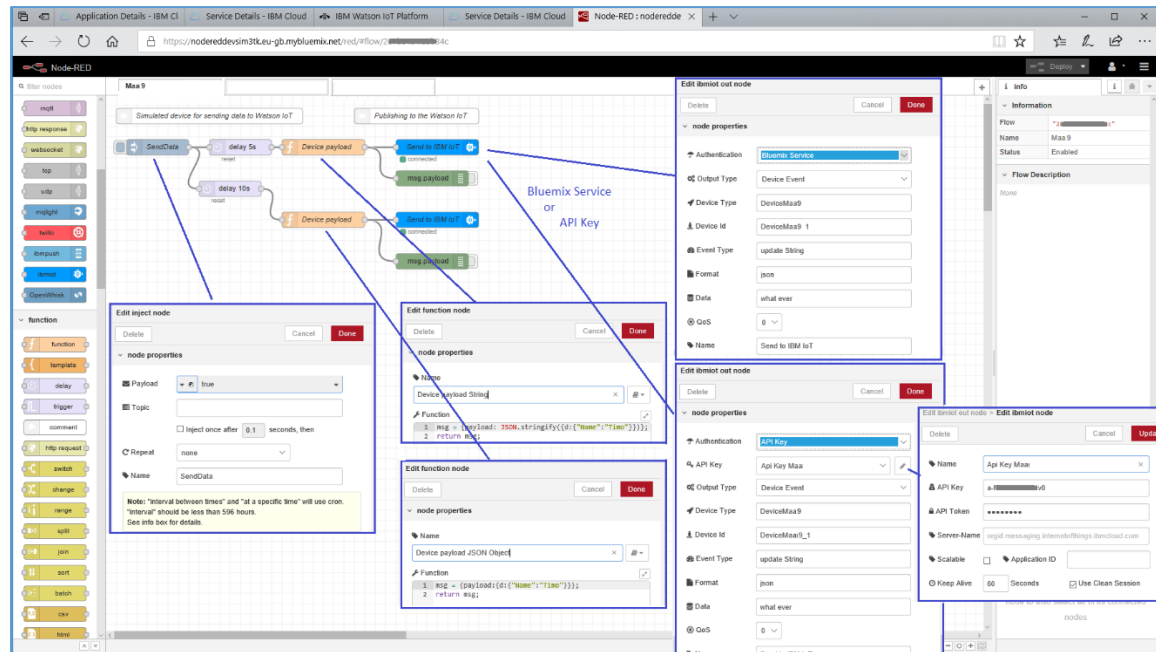 Application Details - IBM Cl
Service Details - IBM Cloud
IBM Watson IoT Platform
Service Details - IBM Cloud
Node-RED : noderedde
Node-RED
Deploy
filter nodes
mqtt
http response
websocket
tcp
udp
mqlight
twilio
ibmpush
ibmiot
OpenWhisk
function
function
template
delay
trigger
comment
http request
switch
change
range
split
join
sort
batch
csv
html
Maa 9
Simulated device for sending data to Watson IoT
Publishing to the Watson IoT
SendData
delay 5s
reset
Device payload
Send to IBM IoT
connected
msg.payload
delay 10s
reset
Device payload
Send to IBM IoT
connected
msg.payload
Bluemix Service
or
API Key
Edit inject node
Delete
Cancel
Done
node properties
Payload
true
Topic
Inject once after 0.1 seconds, then
Repeat
none
Name
SendData
Note: "interval between times" and "at a specific time" will use cron.
"interval" should be less than 596 hours.
See info box for details.
Edit function node
Delete
Cancel
Done
node properties
Name
Device payload String
Function
1 msg = {payload: JSON.stringify({d:{"Name":"Timo"}})};
2 return msg;
Edit function node
Delete
Cancel
Done
node properties
Name
Device payload JSON Object
Function
1 msg = {payload:{d:{"Name":"Timo"}}};
2 return msg;
Edit ibmiot out node
Delete
Cancel
Done
node properties
Authentication
Bluemix Service
Output Type
Device Event
Device Type
DeviceMaa9
Device Id
DeviceMaa9_1
Event Type
update String
Format
json
Data
what ever
QoS
0
Name
Send to IBM IoT
Edit ibmiot out node
Delete
Cancel
Done
node properties
Authentication
API Key
API Key
Api Key Maa
Output Type
Device Event
Device Type
DeviceMaa9
Device Id
Event Type
update String
Format
json
Data
what ever
QoS
0
Edit ibmiot out node > Edit ibmiot node
Delete
Cancel
Upda
Name
API Key
API Token
Server-Name
orgid.messaging.internetofthings.ibmcloud.com
Scalable
Application ID
Keep Alive
60
Seconds
Use Clean Session
nodes
info
Information
Flow
Name
Maa 9
Status
Enabled
Flow Description
None